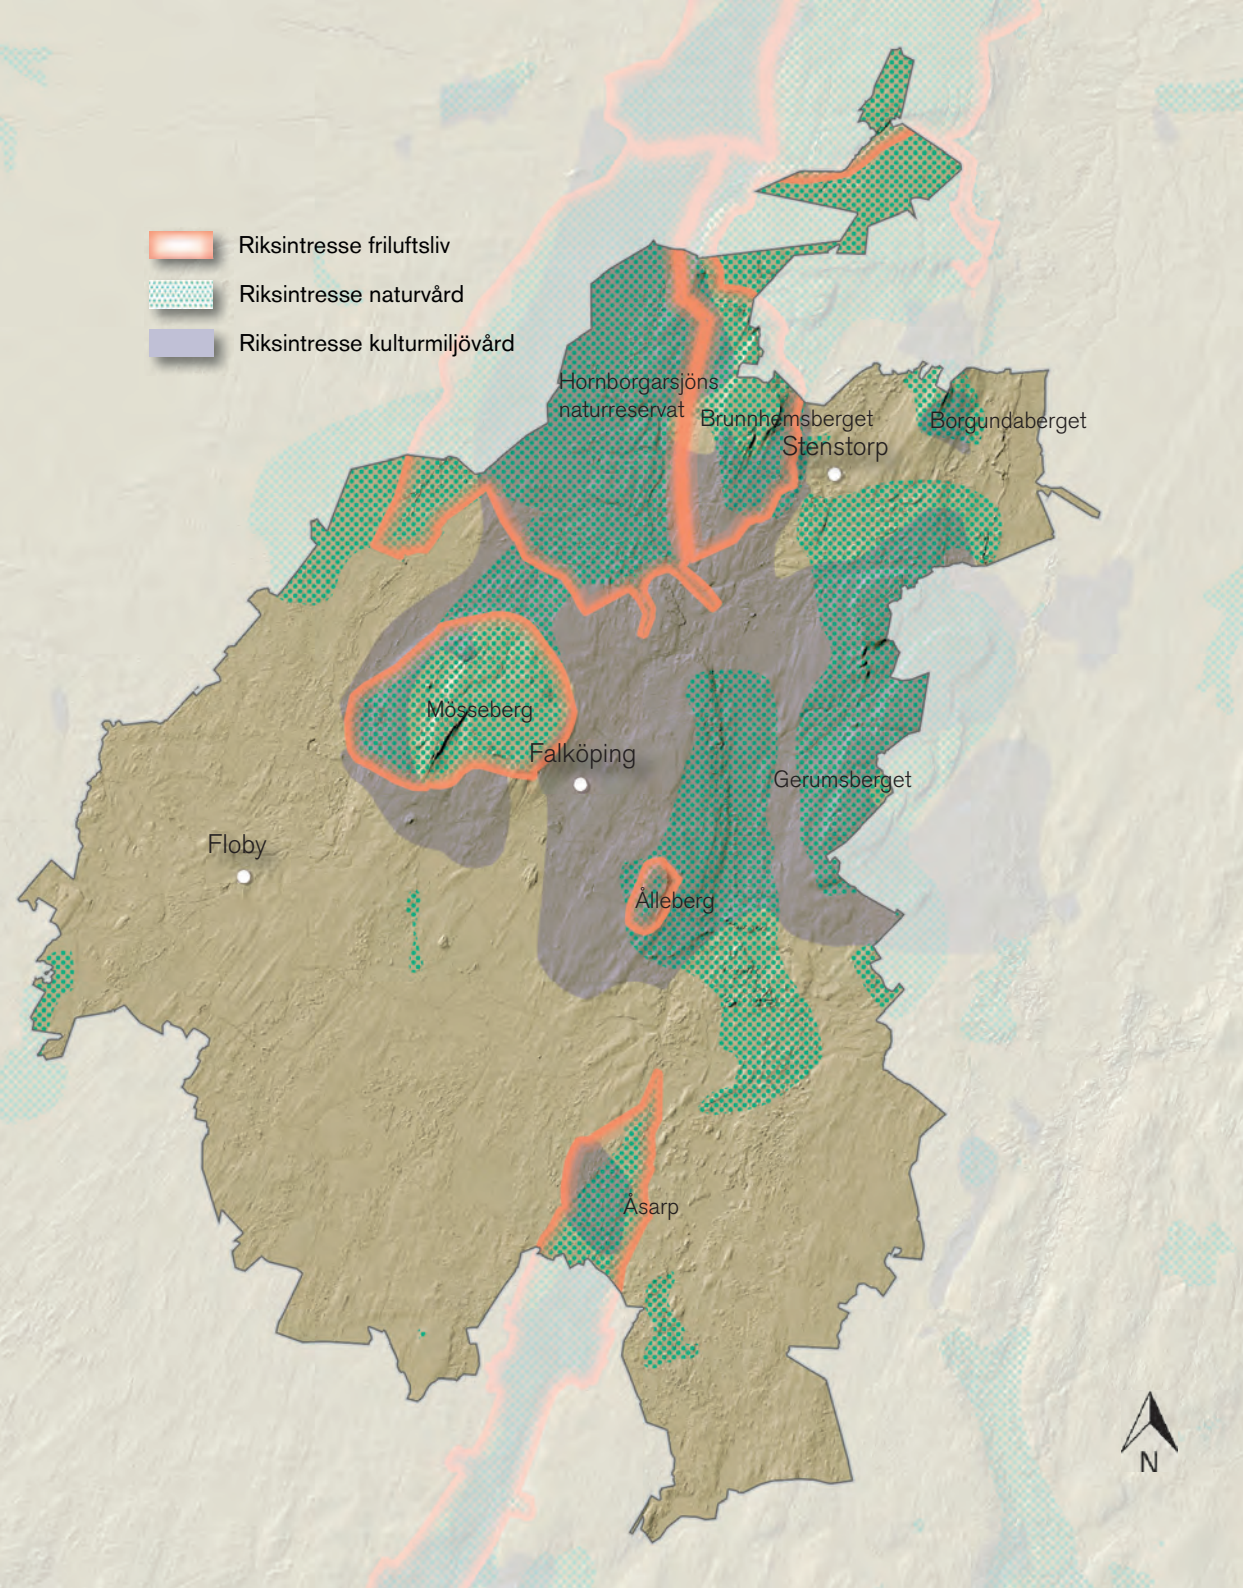 Riksintresse friluftsliv
Riksintresse naturvård
Riksintresse kulturmiljövård
Hornborgarsjöns
naturreservat
Brunnhemsberget
Borgundaberget
Stenstorp
Mösseberg
Falköping
Gerumsberget
Floby
Ålleberg
Åsarp
N